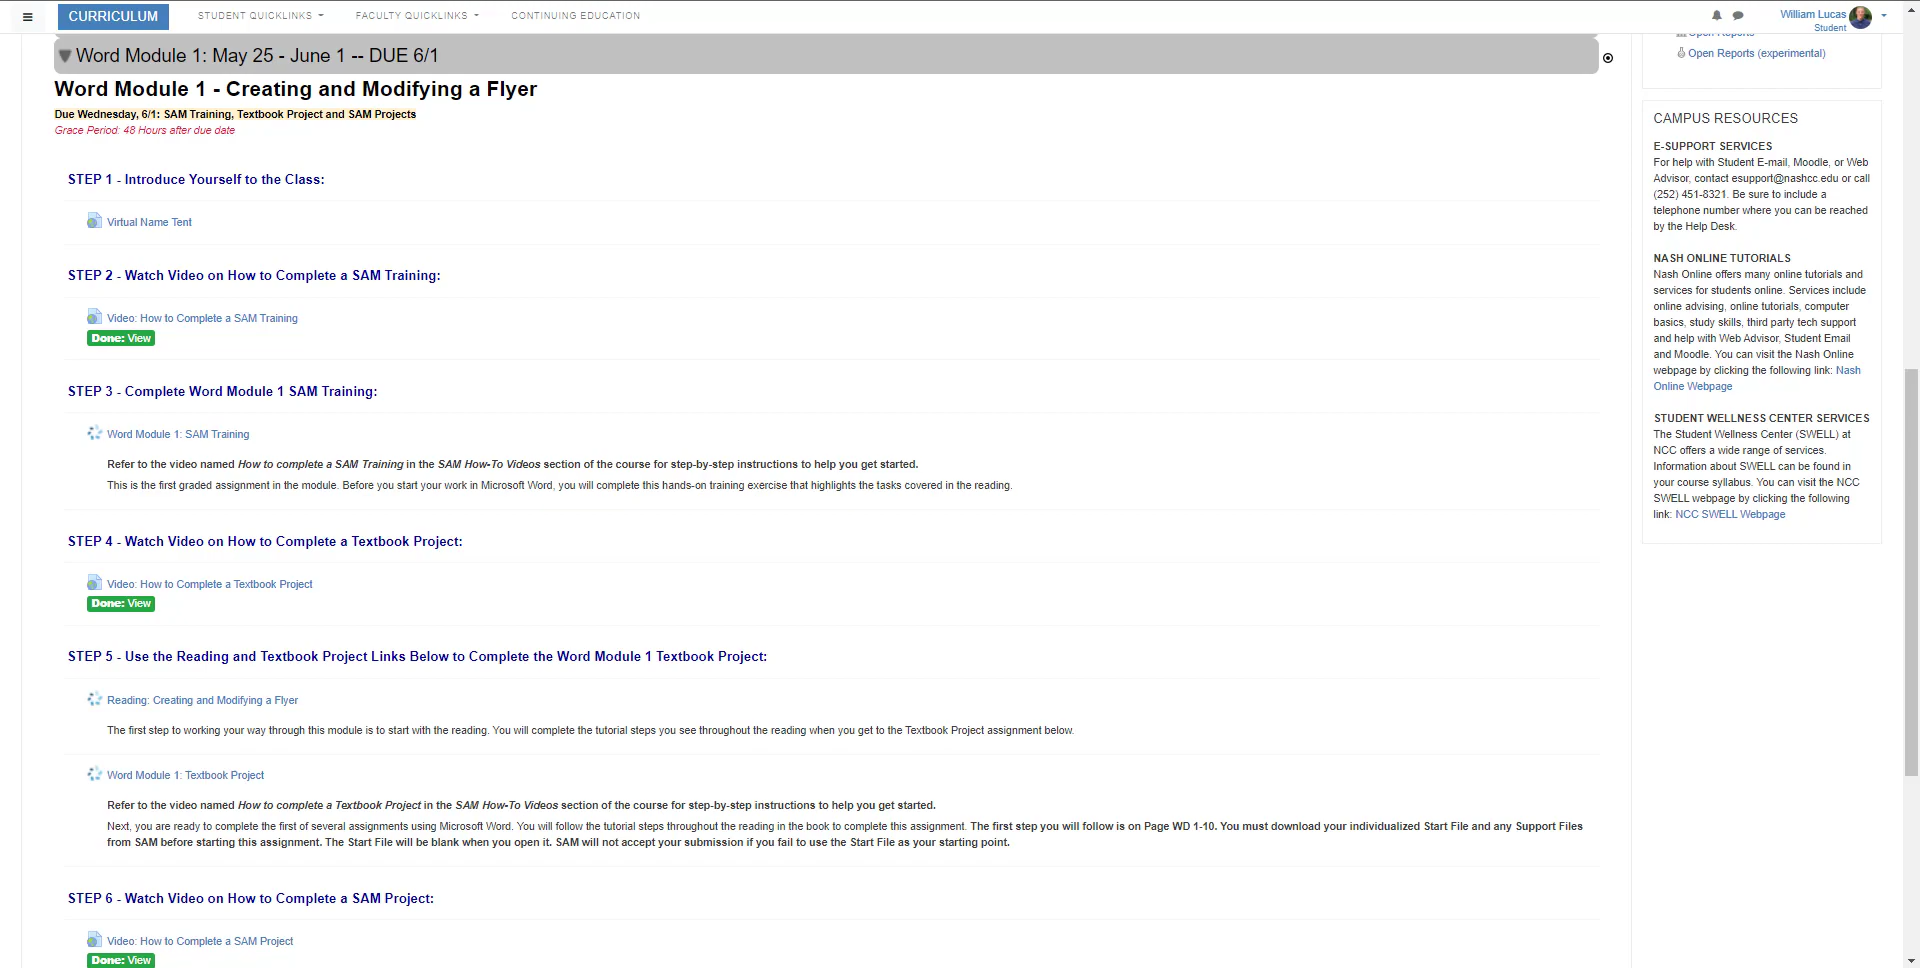 CURRICULUM
STUDENT QUICKLINKS
FACULTY QUICKLINKS
CONTINUING EDUCATION
William Lucas
Student
Word Module 1: May 25 - June 1 -- DUE 6/1
Word Module 1 - Creating and Modifying a Flyer
Due Wednesday, 6/1: SAM Training, Textbook Project and SAM Projects
Grace Period: 48 Hours after due date
STEP 1 - Introduce Yourself to the Class:
Virtual Name Tent
STEP 2 - Watch Video on How to Complete a SAM Training:
Video: How to Complete a SAM Training
Done: View
STEP 3 - Complete Word Module 1 SAM Training:
Word Module 1: SAM Training
Refer to the video named How to complete a SAM Training in the SAM How-To Videos section of the course for step-by-step instructions to help you get started.
This is the first graded assignment in the module. Before you start your work in Microsoft Word, you will complete this hands-on training exercise that highlights the tasks covered in the reading.
STEP 4 - Watch Video on How to Complete a Textbook Project:
Video: How to Complete a Textbook Project
Done: View
STEP 5 - Use the Reading and Textbook Project Links Below to Complete the Word Module 1 Textbook Project:
Reading: Creating and Modifying a Flyer
The first step to working your way through this module is to start with the reading. You will complete the tutorial steps you see throughout the reading when you get to the Textbook Project assignment below.
Word Module 1: Textbook Project
Refer to the video named How to complete a Textbook Project in the SAM How-To Videos section of the course for step-by-step instructions to help you get started.
Next, you are ready to complete the first of several assignments using Microsoft Word. You will follow the tutorial steps throughout the reading in the book to complete this assignment. The first step you will follow is on Page WD 1-10. You must download your individualized Start File and any Support Files
from SAM before starting this assignment. The Start File will be blank when you open it. SAM will not accept your submission if you fail to use the Start File as your starting point.
STEP 6 - Watch Video on How to Complete a SAM Project:
Video: How to Complete a SAM Project
Done: View
Open Reports
Open Reports (experimental)
CAMPUS RESOURCES
E-SUPPORT SERVICES
For help with Student E-mail, Moodle, or Web
Advisor, contact esupport@nashcc.edu or call
(252) 451-8321. Be sure to include a
telephone number where you can be reached
by the Help Desk.
NASH ONLINE TUTORIALS
Nash Online offers many online tutorials and
services for students online. Services include
online advising, online tutorials, computer
basics, study skills, third party tech support
and help with Web Advisor, Student Email
and Moodle. You can visit the Nash Online
webpage by clicking the following link: Nash
Online Webpage
STUDENT WELLNESS CENTER SERVICES
The Student Wellness Center (SWELL) at
NCC offers a wide range of services.
Information about SWELL can be found in
your course syllabus. You can visit the NCC
SWELL webpage by clicking the following
link: NCC SWELL Webpage